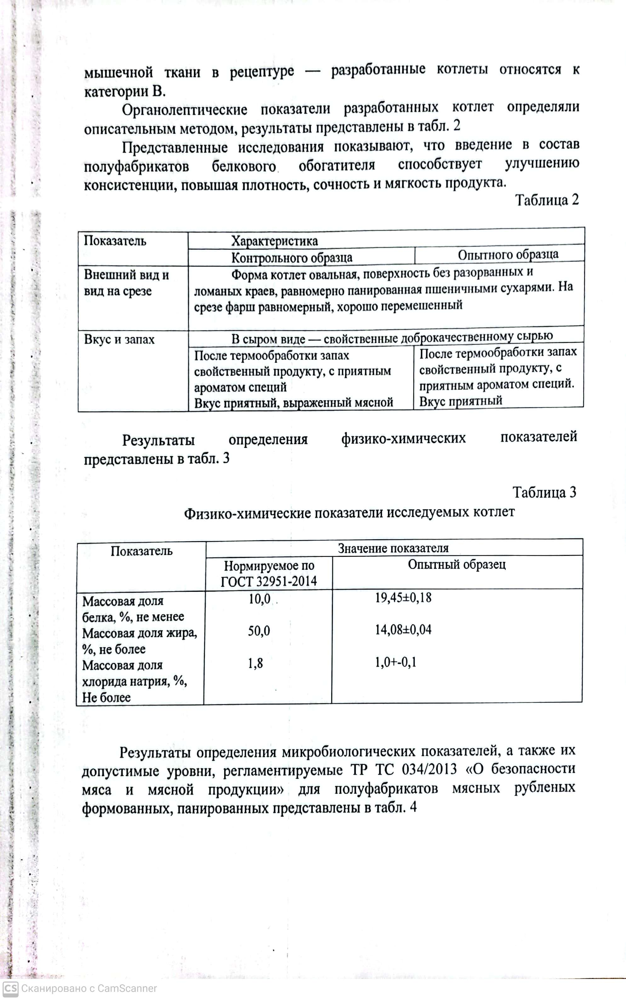 мышечной ткани в рецептуре — разработанные котлеты относятся к
категории В.
Органолептические показатели разработанных котлет определяли
описательным методом, результаты представлены в табл. 2
Представленные исследования показывают, что введение в состав
полуфабрикатов белкового обогатителя способствует улучшению
консистенции, повышая плотность, сочность и мягкость продукта.
Таблица 2
Показатель
Характеристика
Контрольного образца
Опытного образца
Внешний вид и
вид на срезе
Форма котлет овальная, поверхность без разорванных и
ломаных краев, равномерно панированная пшеничными сухарями. На
срезе фарш равномерный, хорошо перемешенный
Вкус и запах
В сыром виде — свойственные доброкачественному сырью
После термообработки запах
свойственный продукту, с приятным
ароматом специй
Вкус приятный, выраженный мясной
После термообработки запах
свойственный продукту, с
приятным ароматом специй.
Вкус приятный
Результаты определения физико-химических показателей
представлены в табл. 3
Таблица 3
Физико-химические показатели исследуемых котлет
Показатель
Значение показателя
Нормируемое по
ГОСТ 32951-2014
Опытный образец
Массовая доля
белка, %, не менее
10,0
19,45±0,18
Массовая доля жира,
%, не более
50,0
14,08±0,04
Массовая доля
хлорида натрия, %,
Не более
1,8
1,0+-0,1
Результаты определения микробиологических показателей, а также их
допустимые уровни, регламентируемые ТР ТС 034/2013 «О безопасности
мяса и мясной продукции» для полуфабрикатов мясных рубленых
формованных, панированных представлены в табл. 4
CS Сканировано с CamScanner